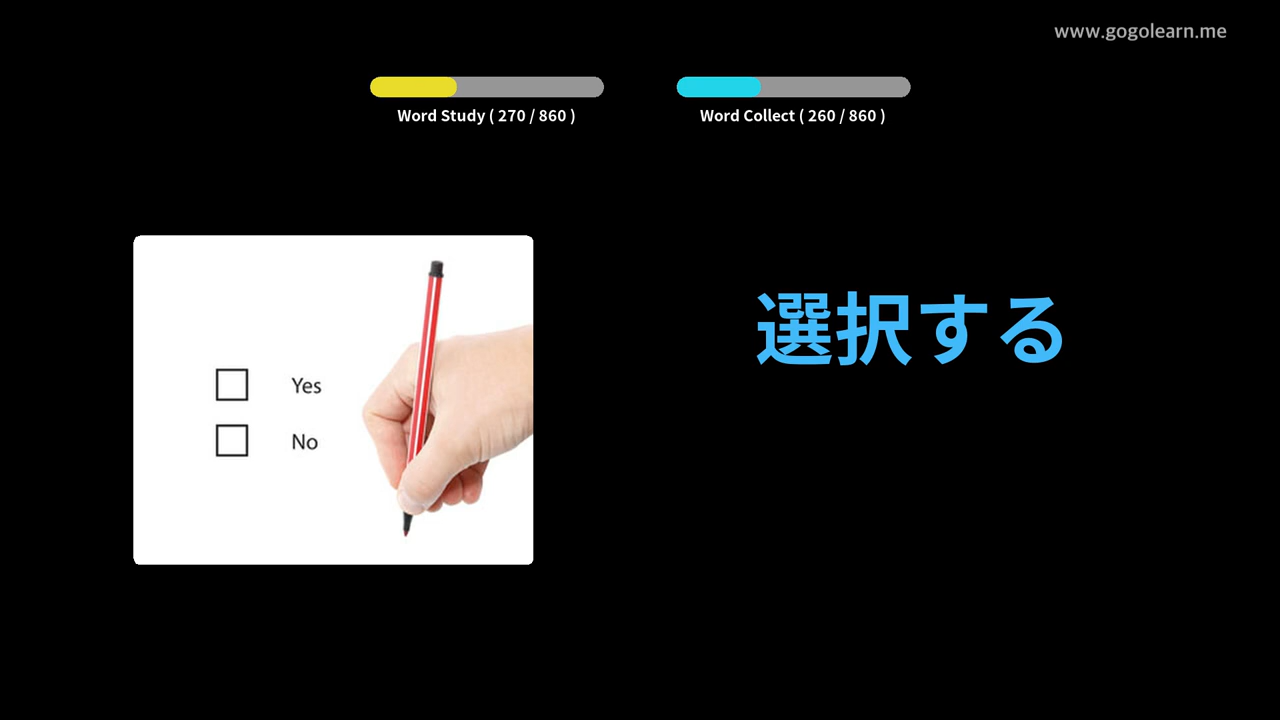 www.gogolearn.me
Word Study ( 270 / 860 )
Word Collect ( 260 / 860 )
選択する
Yes
No